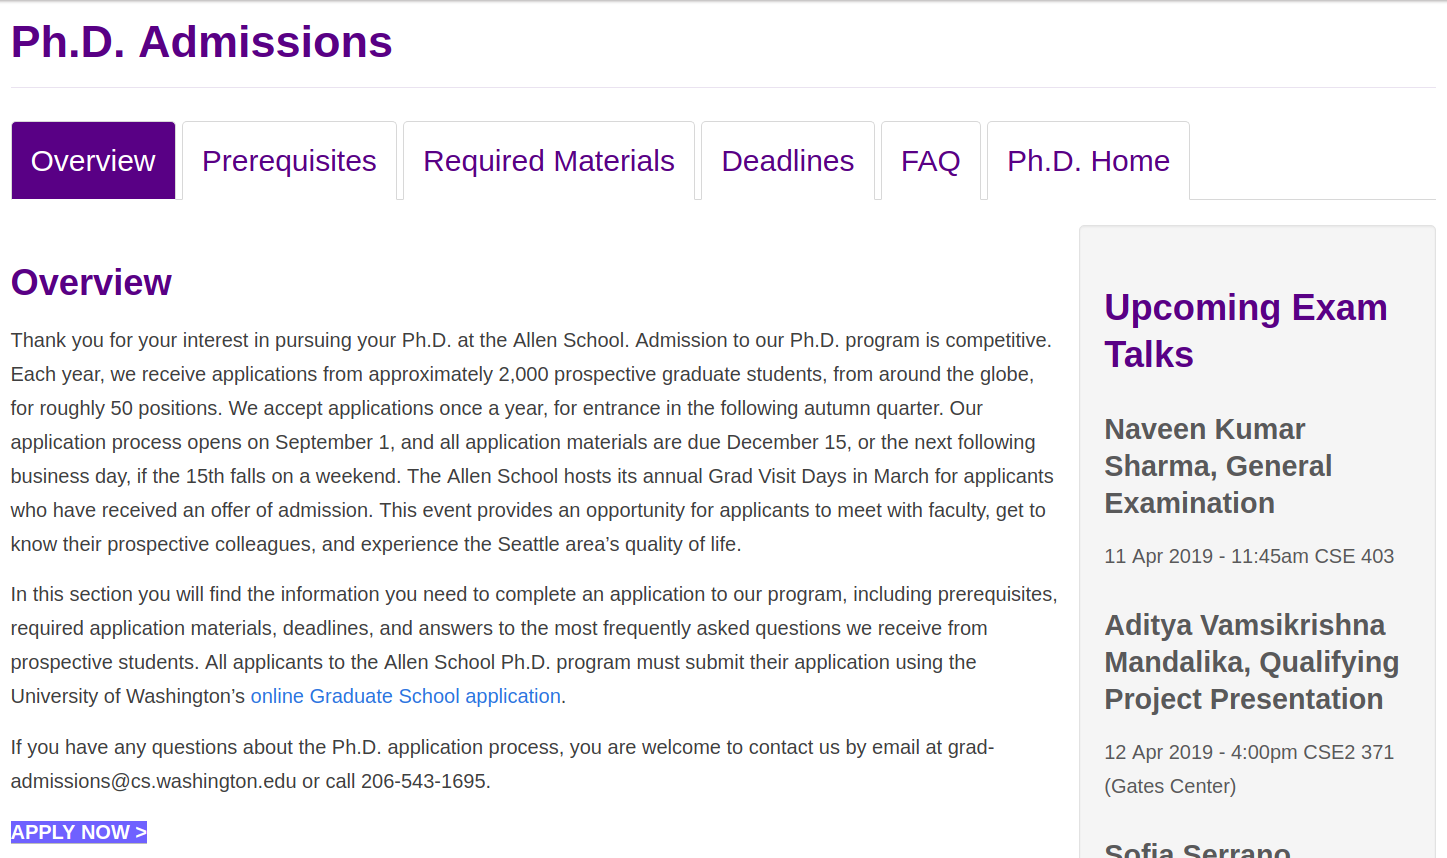 Ph.D. Admissions
Overview
Prerequisites
Required Materials
Deadlines
FAQ
Ph.D. Home
Overview
Thank you for your interest in pursuing your Ph.D. at the Allen School. Admission to our Ph.D. program is competitive.
Each year, we receive applications from approximately 2,000 prospective graduate students, from around the globe,
for roughly 50 positions. We accept applications once a year, for entrance in the following autumn quarter. Our
application process opens on September 1, and all application materials are due December 15, or the next following
business day, if the 15th falls on a weekend. The Allen School hosts its annual Grad Visit Days in March for applicants
who have received an offer of admission. This event provides an opportunity for applicants to meet with faculty, get to
know their prospective colleagues, and experience the Seattle area’s quality of life.
In this section you will find the information you need to complete an application to our program, including prerequisites,
required application materials, deadlines, and answers to the most frequently asked questions we receive from
prospective students. All applicants to the Allen School Ph.D. program must submit their application using the
University of Washington’s online Graduate School application.
If you have any questions about the Ph.D. application process, you are welcome to contact us by email at grad-
admissions@cs.washington.edu or call 206-543-1695.
APPLY NOW >
Upcoming Exam
Talks
Naveen Kumar
Sharma, General
Examination
11 Apr 2019 - 11:45am CSE 403
Aditya Vamsikrishna
Mandalika, Qualifying
Project Presentation
12 Apr 2019 - 4:00pm CSE2 371
(Gates Center)
Sofia Serrano